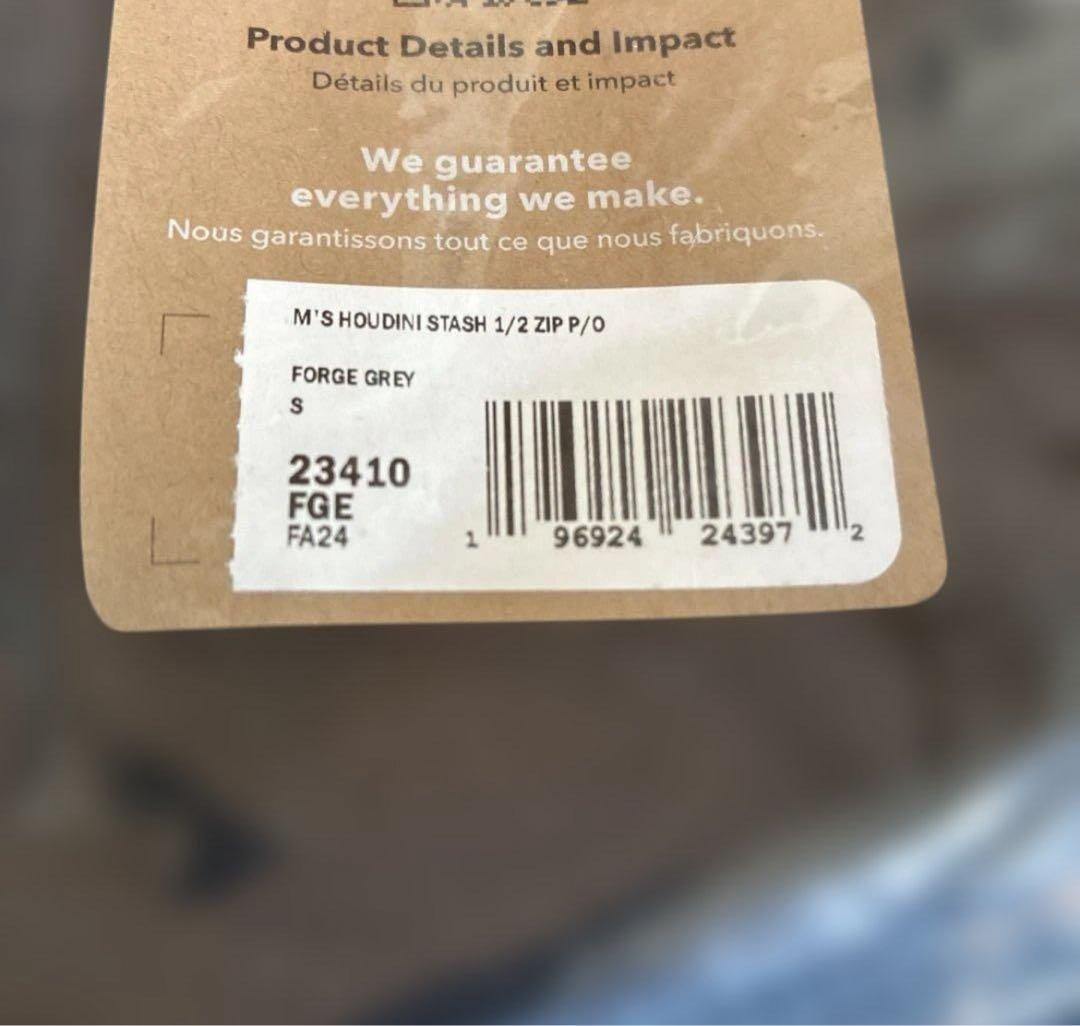 Product Details and Impact
Détails du produit et impact
We guarantee
everything we make.
Nous garantissons tout ce que nous fabriquons.
M'S HOUDINI STASH 1/2 ZIP P/O
FORGE GREY
S
23410
FGE
FA24
1 96924 24397 2